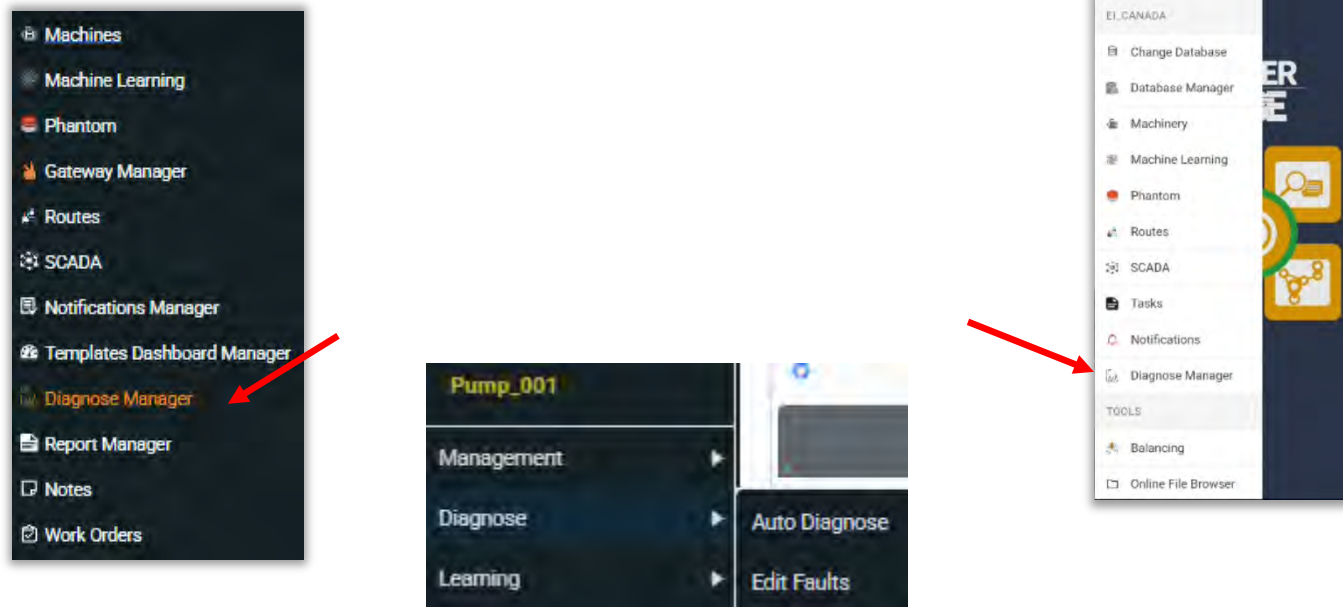 Machines
Machine Learning
Phantom
Gateway Manager
Routes
SCADA
Notifications Manager
Templates Dashboard Manager
Diagnose Manager
Report Manager
Notes
Work Orders
Pump_001
Management
Diagnose
Learning
Auto Diagnose
Edit Faults
EI_CANADA
Change Database
Database Manager
Machinery
Machine Learning
Phantom
Routes
SCADA
Tasks
Notifications
Diagnose Manager
TOOLS
Balancing
Online File Browser
ER